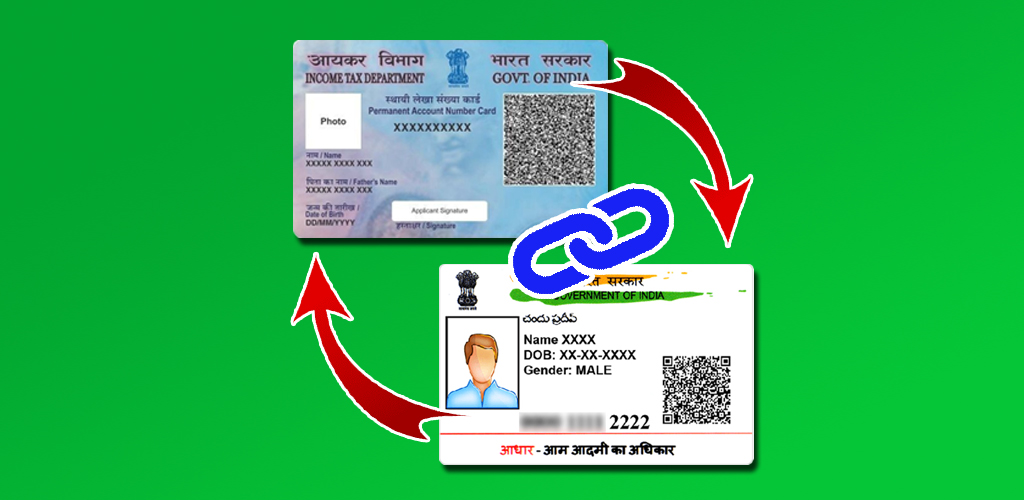 आयकर विभाग
INCOME TAX DEPARTMENT
भारत सरकार
GOVT. OF INDIA
स्थायी लेखा संख्या कार्ड
Permanent Account Number Card
XXXXXXXXXX
Photo
नाम / Name
XXXXX XXXX XXX
पिता का नाम / Father's Name
XXXXX XXXX XXX
जन्म की तारीख /
Date of Birth
DD/MM/YYYY
Applicant Signature
हस्ताक्षर / Signature
सरकार
GOVERNMENT OF INDIA
చందు ప్రదీప్
Name XXXX
DOB: XX-XX-XXXX
Gender: MALE
2222
आधार - आम आदमी का अधिकार